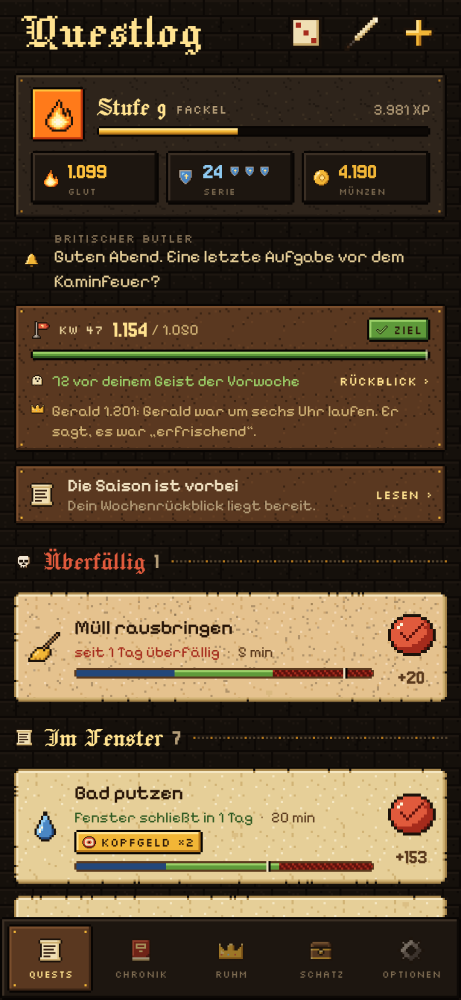 Questlog
Stufe 9 FACKEL 3.981 XP
1.099
GLUT
24
SERIE
4.190
MÜNZEN
BRITISCHER BUTLER
Guten Abend. Eine letzte Aufgabe vor dem
Kaminfeuer?
KW 47 1.154 / 1.080
ZIEL
72 vor deinem Geist der Vorwoche
RÜCKBLICK ›
Gerald 1.201: Gerald war um sechs Uhr laufen. Er
sagt, es war „erfrischend“.
Die Saison ist vorbei
Dein Wochenrückblick liegt bereit.
LESEN ›
Überfällig 1
Müll rausbringen
seit 1 Tag überfällig · 8 min
+20
Im Fenster 7
Bad putzen
Fenster schließt in 1 Tag · 20 min
KOPFGELD ×2
+153
QUESTS
CHRONIK
RUHM
SCHATZ
OPTIONEN